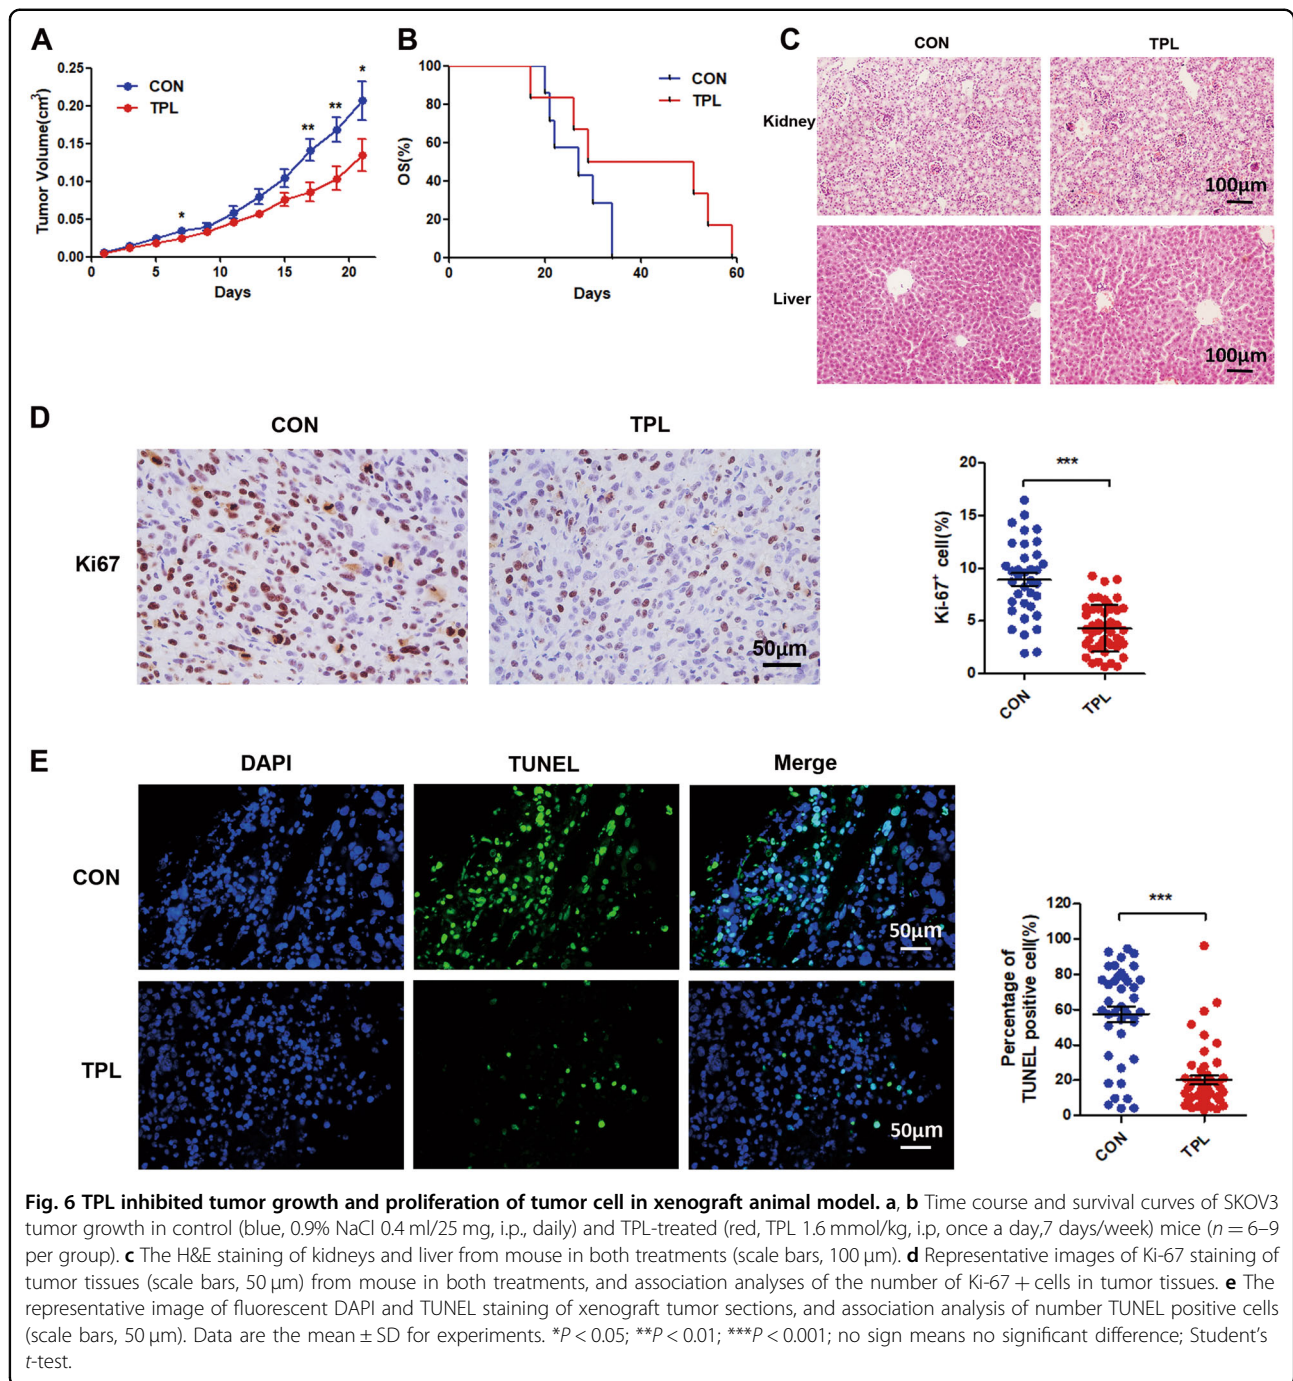 A
Tumor Volume(cm³)
0.25
0.20
0.15
0.10
0.05
0.00
CON
TPL
*
**
**
*
0 5 10 15 20
Days
B
OS(%)
100
80
60
40
20
0
CON
TPL
0 20 40 60
Days
C
CON TPL
Kidney
100μm
Liver
100μm
D
CON TPL
Ki67
50μm
Ki-67⁺ cell(%)
20
15
10
5
0
***
CON TPL
E
DAPI TUNEL Merge
CON
50μm
TPL
50μm
Percentage of
TUNEL positive cell(%)
120
100
80
60
40
20
0
***
CON TPL
Fig. 6 TPL inhibited tumor growth and proliferation of tumor cell in xenograft animal model. a, b Time course and survival curves of SKOV3
tumor growth in control (blue, 0.9% NaCl 0.4 ml/25 mg, i.p., daily) and TPL-treated (red, TPL 1.6 mmol/kg, i.p, once a day,7 days/week) mice (n = 6–9
per group). c The H&E staining of kidneys and liver from mouse in both treatments (scale bars, 100 μm). d Representative images of Ki-67 staining of
tumor tissues (scale bars, 50 μm) from mouse in both treatments, and association analyses of the number of Ki-67 + cells in tumor tissues. e The
representative image of fluorescent DAPI and TUNEL staining of xenograft tumor sections, and association analysis of number TUNEL positive cells
(scale bars, 50 μm). Data are the mean ± SD for experiments. *P < 0.05; **P < 0.01; ***P < 0.001; no sign means no significant difference; Student's
t-test.